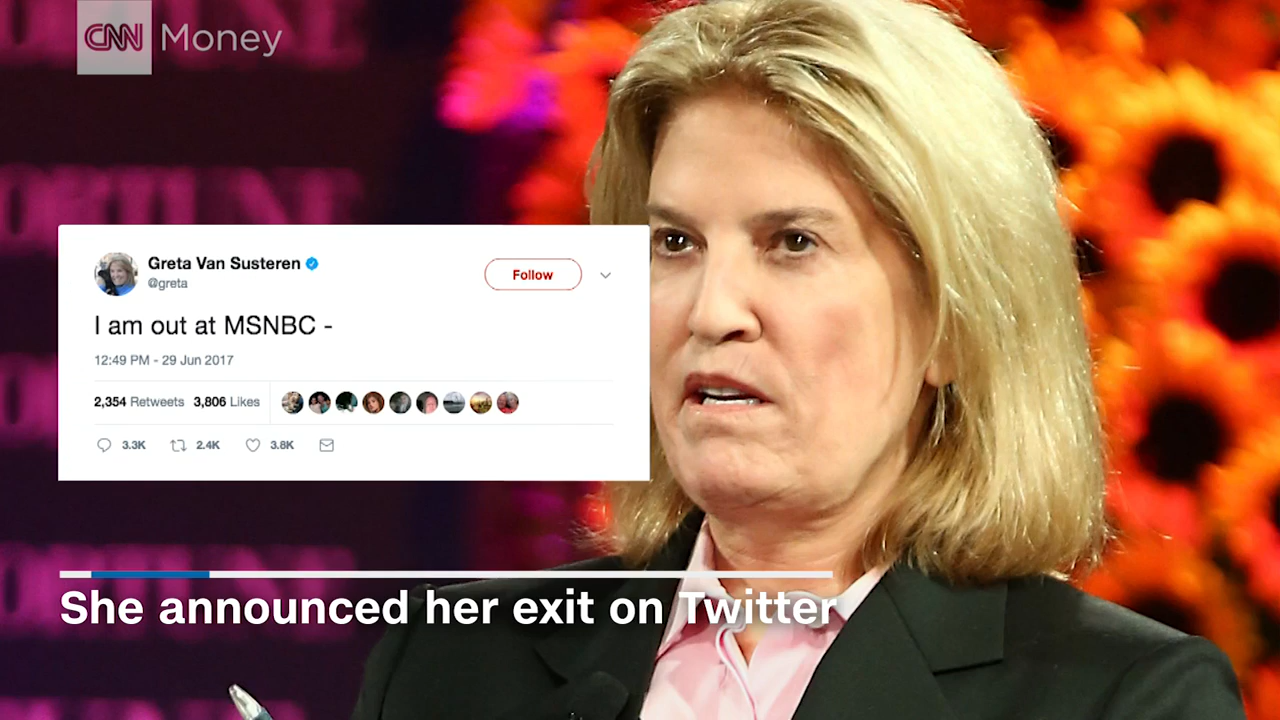 CNN Money
ORTUNE
Greta Van Susteren
@greta
Follow
I am out at MSNBC -
12:49 PM - 29 Jun 2017
2,354 Retweets 3,806 Likes
3.3K 2.4K 3.8K
She announced her exit on Twitter